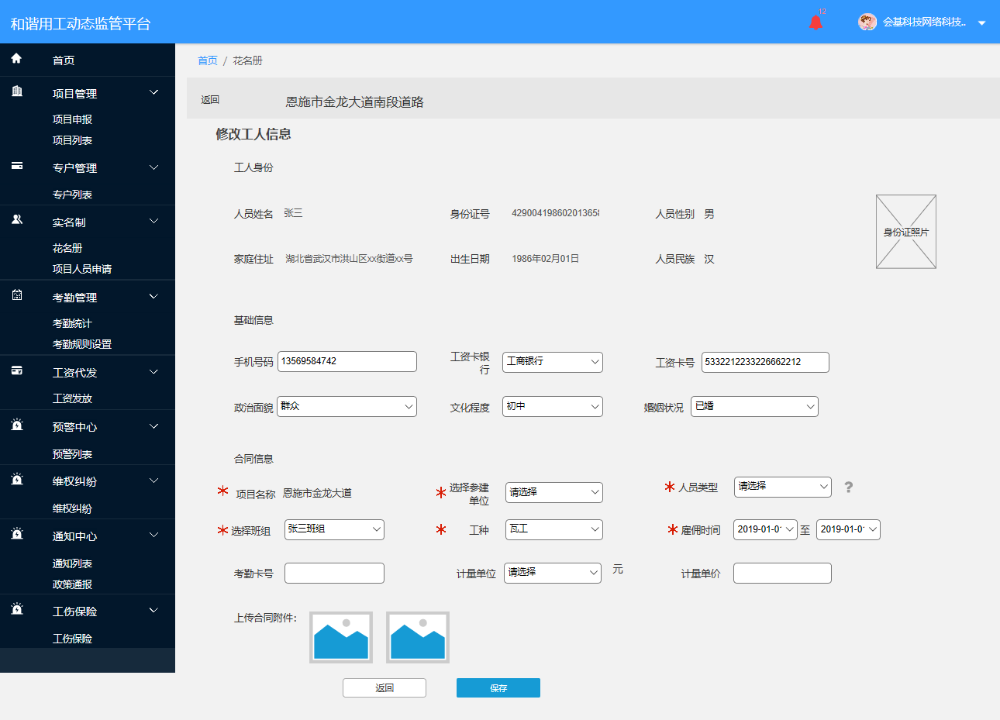 和谐用工动态监管平台
12
会基科技网络科技..
首页
项目管理
项目申报
项目列表
专户管理
专户列表
实名制
花名册
项目人员申请
考勤管理
考勤统计
考勤规则设置
工资代发
工资发放
预警中心
预警列表
维权纠纷
维权纠纷
通知中心
通知列表
政策通报
工伤保险
工伤保险
首页 / 花名册
返回 恩施市金龙大道南段道路
修改工人信息
工人身份
人员姓名 张三 身份证号 42900419860201365 人员性别 男
身份证照片
家庭住址 湖北省武汉市洪山区xx街道xx号 出生日期 1986年02月01日 人员民族 汉
基础信息
手机号码 13569584742 工资卡银行 工商银行 工资卡号 5332212233226662212
政治面貌 群众 文化程度 初中 婚姻状况 已婚
合同信息
* 项目名称 恩施市金龙大道 * 选择参建单位 请选择 * 人员类型 请选择 ?
* 选择班组 张三班组 * 工种 瓦工 * 雇佣时间 2019-01-0 至 2019-01-0
考勤卡号 计量单位 请选择 元 计量单价
上传合同附件:
返回 保存